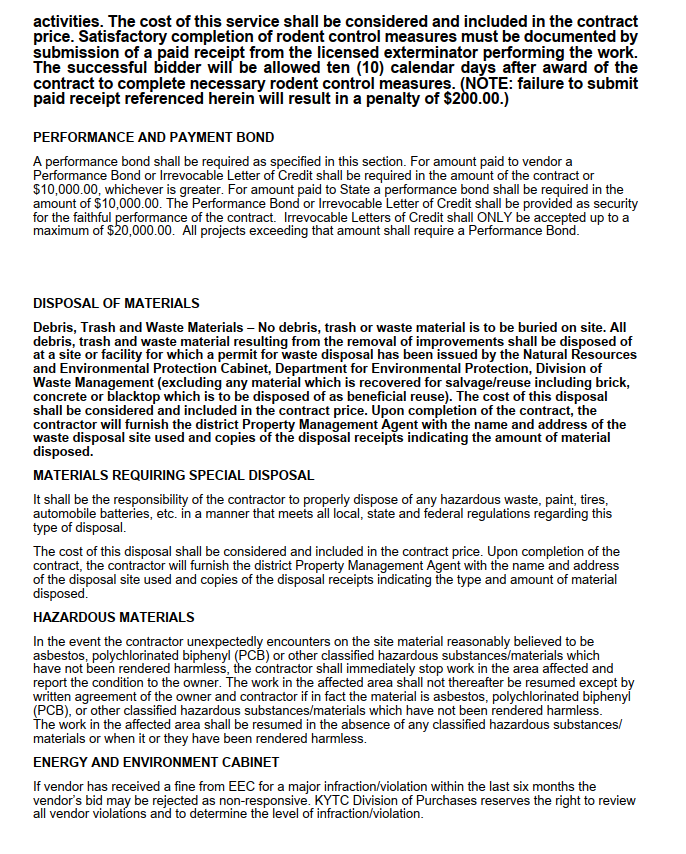 activities. The cost of this service shall be considered and included in the contract
price. Satisfactory completion of rodent control measures must be documented by
submission of a paid receipt from the licensed exterminator performing the work.
The successful bidder will be allowed ten (10) calendar days after award of the
contract to complete necessary rodent control measures. (NOTE: failure to submit
paid receipt referenced herein will result in a penalty of $200.00.)
PERFORMANCE AND PAYMENT BOND
A performance bond shall be required as specified in this section. For amount paid to vendor a
Performance Bond or Irrevocable Letter of Credit shall be required in the amount of the contract or
$10,000.00, whichever is greater. For amount paid to State a performance bond shall be required in the
amount of $10,000.00. The Performance Bond or Irrevocable Letter of Credit shall be provided as security
for the faithful performance of the contract.  Irrevocable Letters of Credit shall ONLY be accepted up to a
maximum of $20,000.00.  All projects exceeding that amount shall require a Performance Bond.
DISPOSAL OF MATERIALS
Debris, Trash and Waste Materials – No debris, trash or waste material is to be buried on site. All
debris, trash and waste material resulting from the removal of improvements shall be disposed of
at a site or facility for which a permit for waste disposal has been issued by the Natural Resources
and Environmental Protection Cabinet, Department for Environmental Protection, Division of
Waste Management (excluding any material which is recovered for salvage/reuse including brick,
concrete or blacktop which is to be disposed of as beneficial reuse). The cost of this disposal
shall be considered and included in the contract price. Upon completion of the contract, the
contractor will furnish the district Property Management Agent with the name and address of the
waste disposal site used and copies of the disposal receipts indicating the amount of material
disposed.
MATERIALS REQUIRING SPECIAL DISPOSAL
It shall be the responsibility of the contractor to properly dispose of any hazardous waste, paint, tires,
automobile batteries, etc. in a manner that meets all local, state and federal regulations regarding this
type of disposal.
The cost of this disposal shall be considered and included in the contract price. Upon completion of the
contract, the contractor will furnish the district Property Management Agent with the name and address
of the disposal site used and copies of the disposal receipts indicating the type and amount of material
disposed.
HAZARDOUS MATERIALS
In the event the contractor unexpectedly encounters on the site material reasonably believed to be
asbestos, polychlorinated biphenyl (PCB) or other classified hazardous substances/materials which
have not been rendered harmless, the contractor shall immediately stop work in the area affected and
report the condition to the owner. The work in the affected area shall not thereafter be resumed except by
written agreement of the owner and contractor if in fact the material is asbestos, polychlorinated biphenyl
(PCB), or other classified hazardous substances/materials which have not been rendered harmless.
The work in the affected area shall be resumed in the absence of any classified hazardous substances/
materials or when it or they have been rendered harmless.
ENERGY AND ENVIRONMENT CABINET
If vendor has received a fine from EEC for a major infraction/violation within the last six months the
vendor's bid may be rejected as non-responsive. KYTC Division of Purchases reserves the right to review
all vendor violations and to determine the level of infraction/violation.